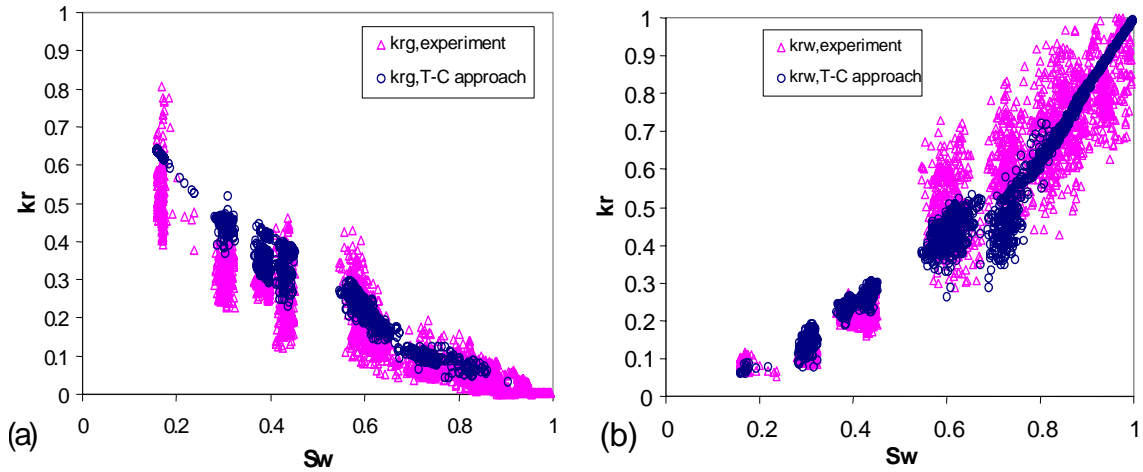 1
0.9
0.8
0.7
0.6
0.5
0.4
0.3
0.2
0.1
0
kr
krg,experiment
krg,T-C approach
0 0.2 0.4 0.6 0.8 1
Sw
(a)
1
0.9
0.8
0.7
0.6
0.5
0.4
0.3
0.2
0.1
0
kr
krw,experiment
krw,T-C approach
0 0.2 0.4 0.6 0.8 1
Sw
(b)